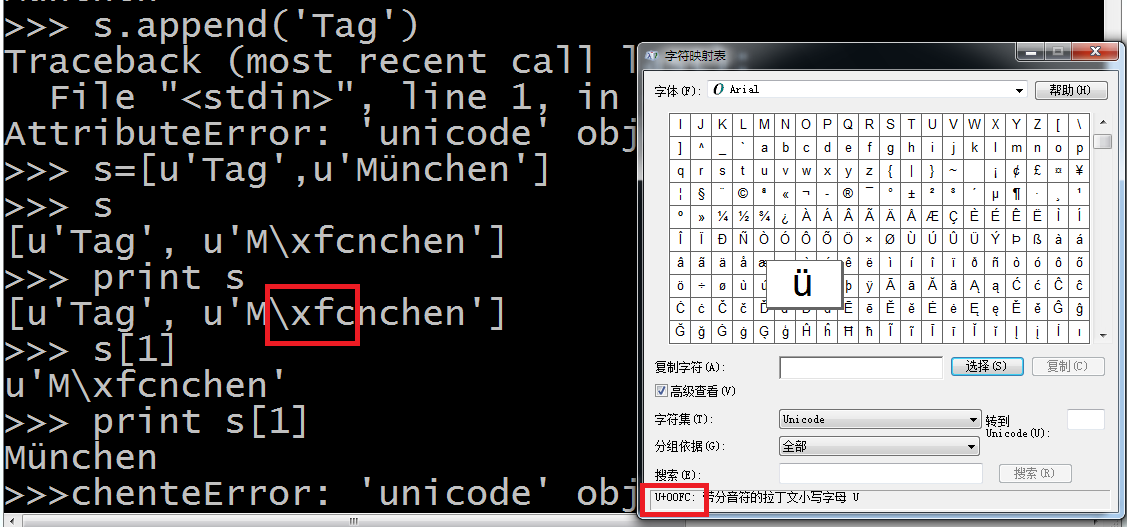 >>> s.append('Tag')
Traceback (most recent call l
File "<stdin>", line 1, in
AttributeError: 'unicode' obj
>>> s=[u'Tag',u'München']
>>> s
[u'Tag', u'M\xfcnchen']
>>> print s
[u'Tag', u'M\xfcnchen']
>>> s[1]
u'M\xfcnchen'
>>> print s[1]
München
>>>chenteError: 'unicode' obj
字符映射表
字体(F): O Arial 帮助(H)
I J K L M N O P Q R S T U V W X Y Z [ \
] ^ _ ` a b c d e f g h i j k l m n o p
q r s t u v w x y z { | } ~ ¡ ¢ £ ¤ ¥
¦ § ¨ © ª « ¬ - ® ¯ ° ± ² ³ ´ µ ¶ · ¸ ¹
º » ¼ ½ ¾ ¿ À Á Â Ã Ä Å Æ Ç È É Ê Ë Ì Í
Î Ï Ð Ñ Ò Ó Ô Õ Ö × Ø Ù Ú Û Ü Ý Þ ß à á
â ã ä å æ ê ë ì í î ï ð ñ ò ó ô õ
ö ÷ ø ù ú ü þ ÿ Ā ā Ă ă Ą ą Ć ć Ĉ ĉ
Ċ ċ Č č Ď Ē ē Ĕ ĕ Ė ė Ę ę Ě ě Ĝ ĝ
Ğ ğ Ġ ġ Ģ ģ Ĥ ĥ Ħ ħ Ĩ ĩ Ī ī Ĭ ĭ Į į İ ı
复制字符(A): 选择(S) 复制(C)
高级查看(V)
字符集(T): Unicode 转到
Unicode(U):
分组依据(G): 全部
搜索(E): 搜索(R)
U+00FC: 带分音符的拉丁文小写字母 U